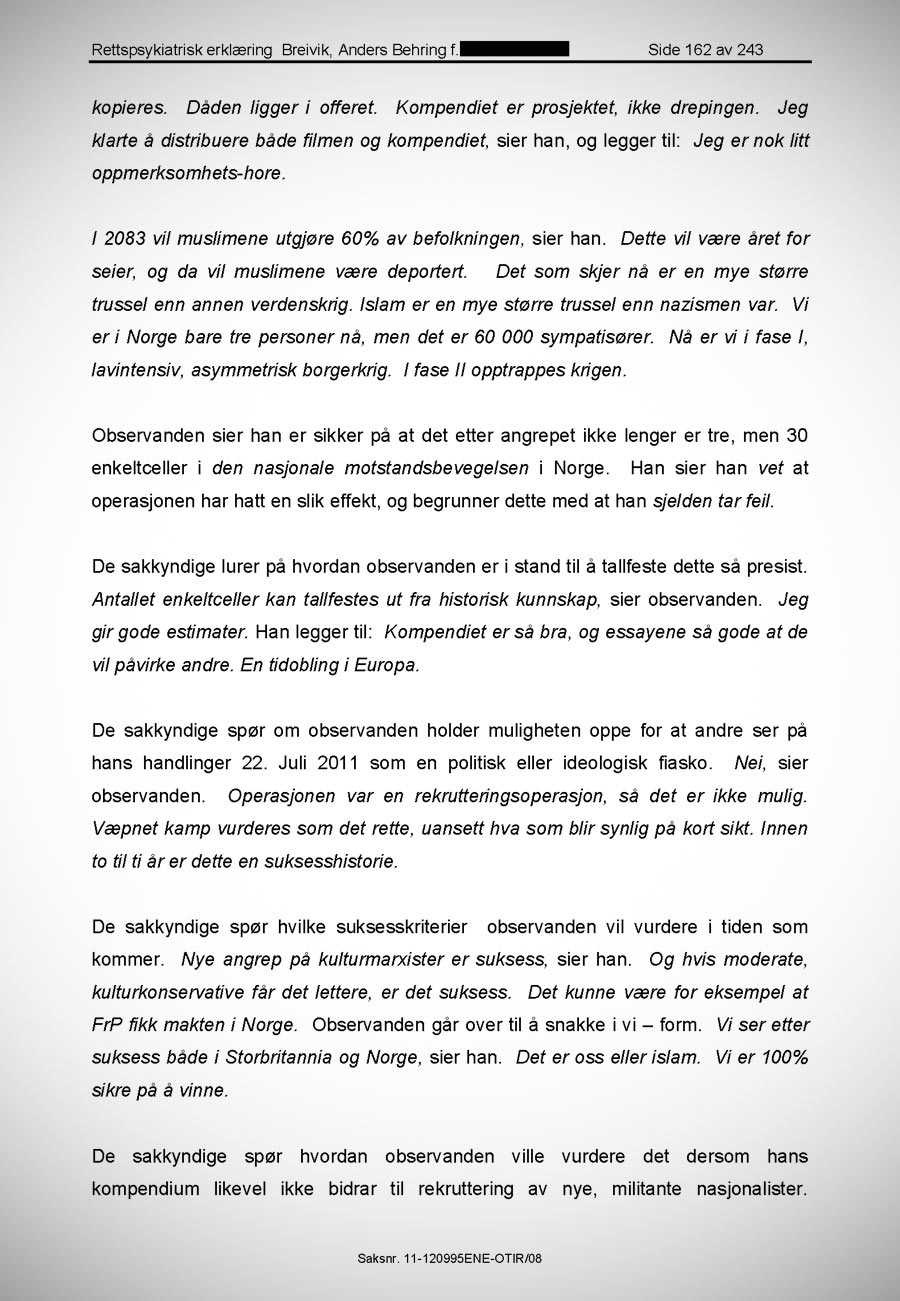 Rettspsykiatrisk erklæring Breivik, Anders Behring f. Side 162 av 243
kopieres. Dåden ligger i offeret. Kompendiet er prosjektet, ikke drepingen. Jeg
klarte å distribuere både filmen og kompendiet, sier han, og legger til: Jeg er nok litt
oppmerksomhets-hore.
I 2083 vil muslimene utgjøre 60% av befolkningen, sier han. Dette vil være året for
seier, og da vil muslimene være deportert. Det som skjer nå er en mye større
trussel enn annen verdenskrig. Islam er en mye større trussel enn nazismen var. Vi
er i Norge bare tre personer nå, men det er 60 000 sympatisører. Nå er vi i fase I,
lavintensiv, asymmetrisk borgerkrig. I fase II opptrappes krigen.
Observanden sier han er sikker på at det etter angrepet ikke lenger er tre, men 30
enkeltceller i den nasjonale motstandsbevegelsen i Norge. Han sier han vet at
operasjonen har hatt en slik effekt, og begrunner dette med at han sjelden tar feil.
De sakkyndige lurer på hvordan observanden er i stand til å tallfeste dette så presist.
Antallet enkeltceller kan tallfestes ut fra historisk kunnskap, sier observanden. Jeg
gir gode estimater. Han legger til: Kompendiet er så bra, og essayene så gode at de
vil påvirke andre. En tidobling i Europa.
De sakkyndige spør om observanden holder muligheten oppe for at andre ser på
hans handlinger 22. Juli 2011 som en politisk eller ideologisk fiasko. Nei, sier
observanden. Operasjonen var en rekrutteringsoperasjon, så det er ikke mulig.
Væpnet kamp vurderes som det rette, uansett hva som blir synlig på kort sikt. Innen
to til ti år er dette en suksesshistorie.
De sakkyndige spør hvilke suksesskriterier observanden vil vurdere i tiden som
kommer. Nye angrep på kulturmarxister er suksess, sier han. Og hvis moderate,
kulturkonservative får det lettere, er det suksess. Det kunne være for eksempel at
FrP fikk makten i Norge. Observanden går over til å snakke i vi – form. Vi ser etter
suksess både i Storbritannia og Norge, sier han. Det er oss eller islam. Vi er 100%
sikre på å vinne.
De sakkyndige spør hvordan observanden ville vurdere det dersom hans
kompendium likevel ikke bidrar til rekruttering av nye, militante nasjonalister.
Saksnr. 11-120995ENE-OTIR/08